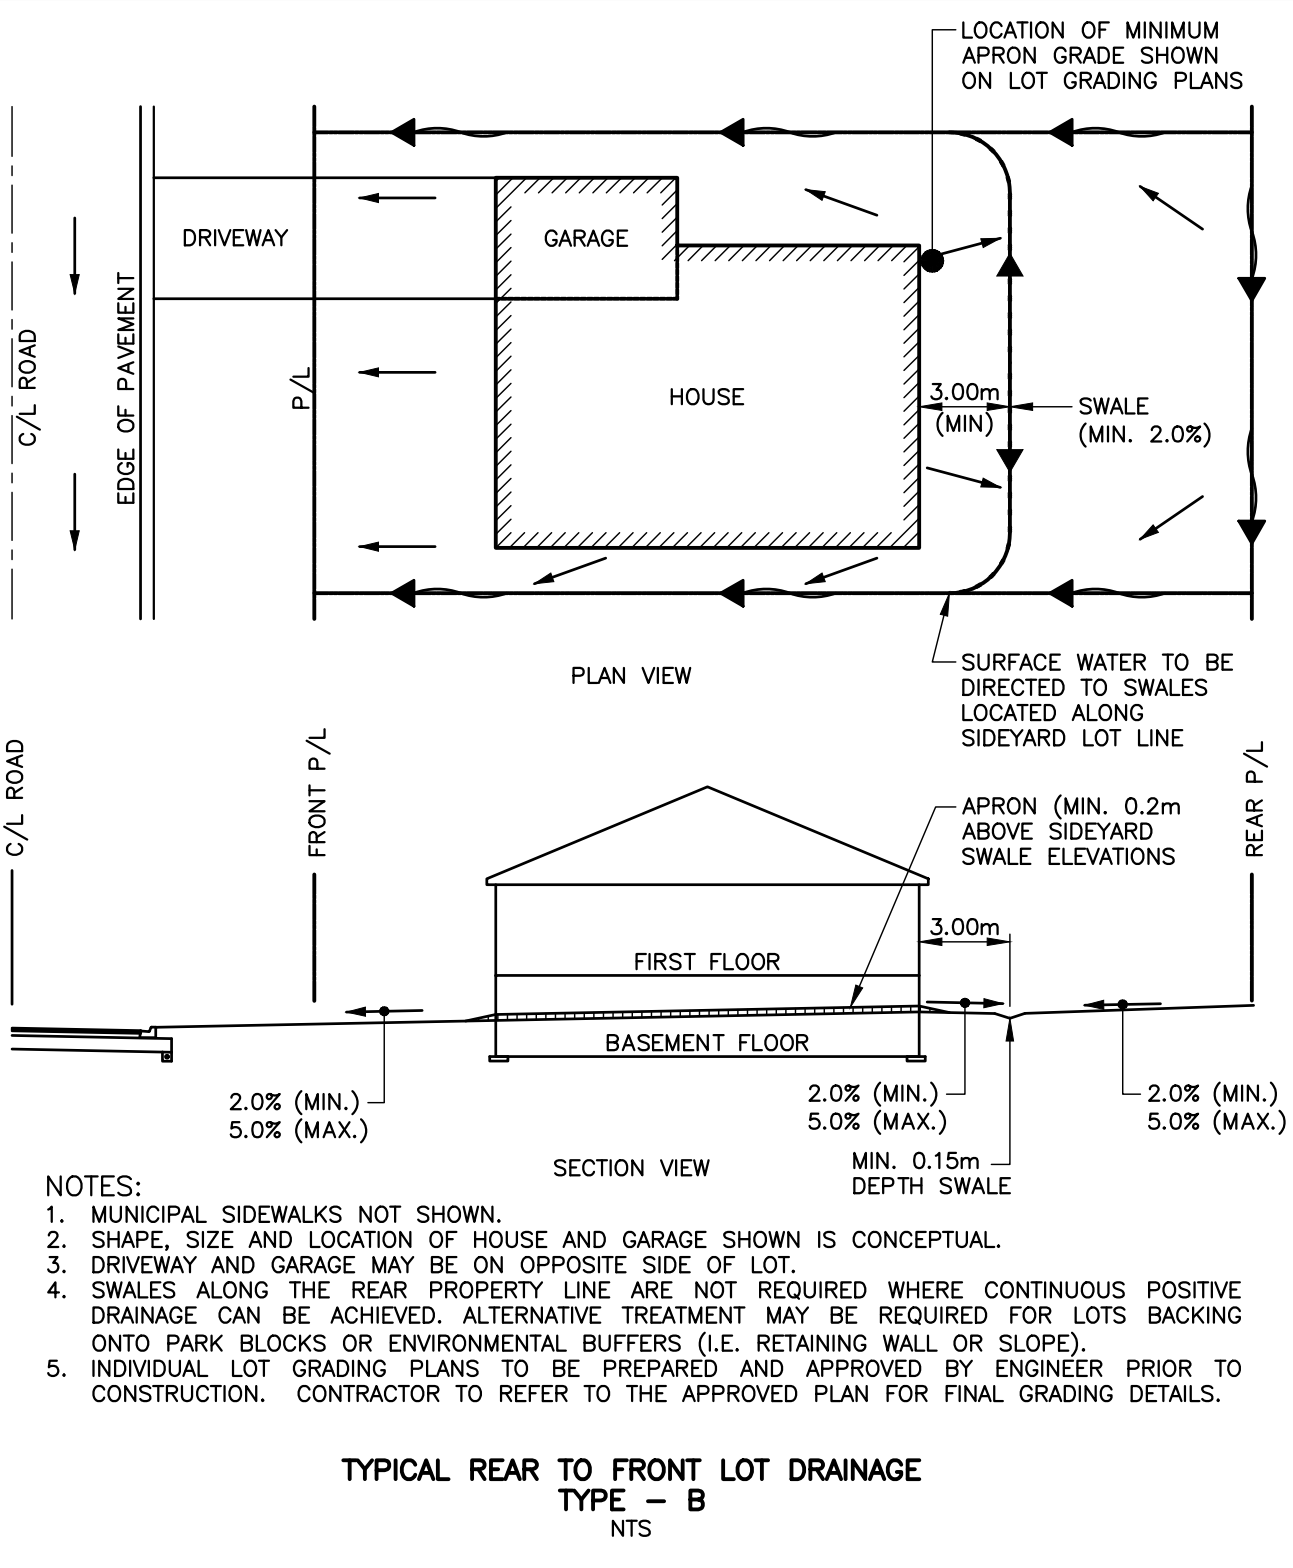 LOCATION OF MINIMUM
APRON GRADE SHOWN
ON LOT GRADING PLANS
DRIVEWAY
GARAGE
C/L ROAD
EDGE OF PAVEMENT
P/L
HOUSE
3.00m
(MIN)
SWALE
(MIN. 2.0%)
PLAN VIEW
SURFACE WATER TO BE
DIRECTED TO SWALES
LOCATED ALONG
SIDEYARD LOT LINE
C/L ROAD
FRONT P/L
REAR P/L
APRON (MIN. 0.2m
ABOVE SIDEYARD
SWALE ELEVATIONS
3.00m
FIRST FLOOR
BASEMENT FLOOR
2.0% (MIN.)
5.0% (MAX.)
2.0% (MIN.)
5.0% (MAX.)
2.0% (MIN.)
5.0% (MAX.)
MIN. 0.15m
DEPTH SWALE
SECTION VIEW
NOTES:
1. MUNICIPAL SIDEWALKS NOT SHOWN.
2. SHAPE, SIZE AND LOCATION OF HOUSE AND GARAGE SHOWN IS CONCEPTUAL.
3. DRIVEWAY AND GARAGE MAY BE ON OPPOSITE SIDE OF LOT.
4. SWALES ALONG THE REAR PROPERTY LINE ARE NOT REQUIRED WHERE CONTINUOUS POSITIVE
DRAINAGE CAN BE ACHIEVED. ALTERNATIVE TREATMENT MAY BE REQUIRED FOR LOTS BACKING
ONTO PARK BLOCKS OR ENVIRONMENTAL BUFFERS (I.E. RETAINING WALL OR SLOPE).
5. INDIVIDUAL LOT GRADING PLANS TO BE PREPARED AND APPROVED BY ENGINEER PRIOR TO
CONSTRUCTION. CONTRACTOR TO REFER TO THE APPROVED PLAN FOR FINAL GRADING DETAILS.
TYPICAL REAR TO FRONT LOT DRAINAGE
TYPE - B
NTS